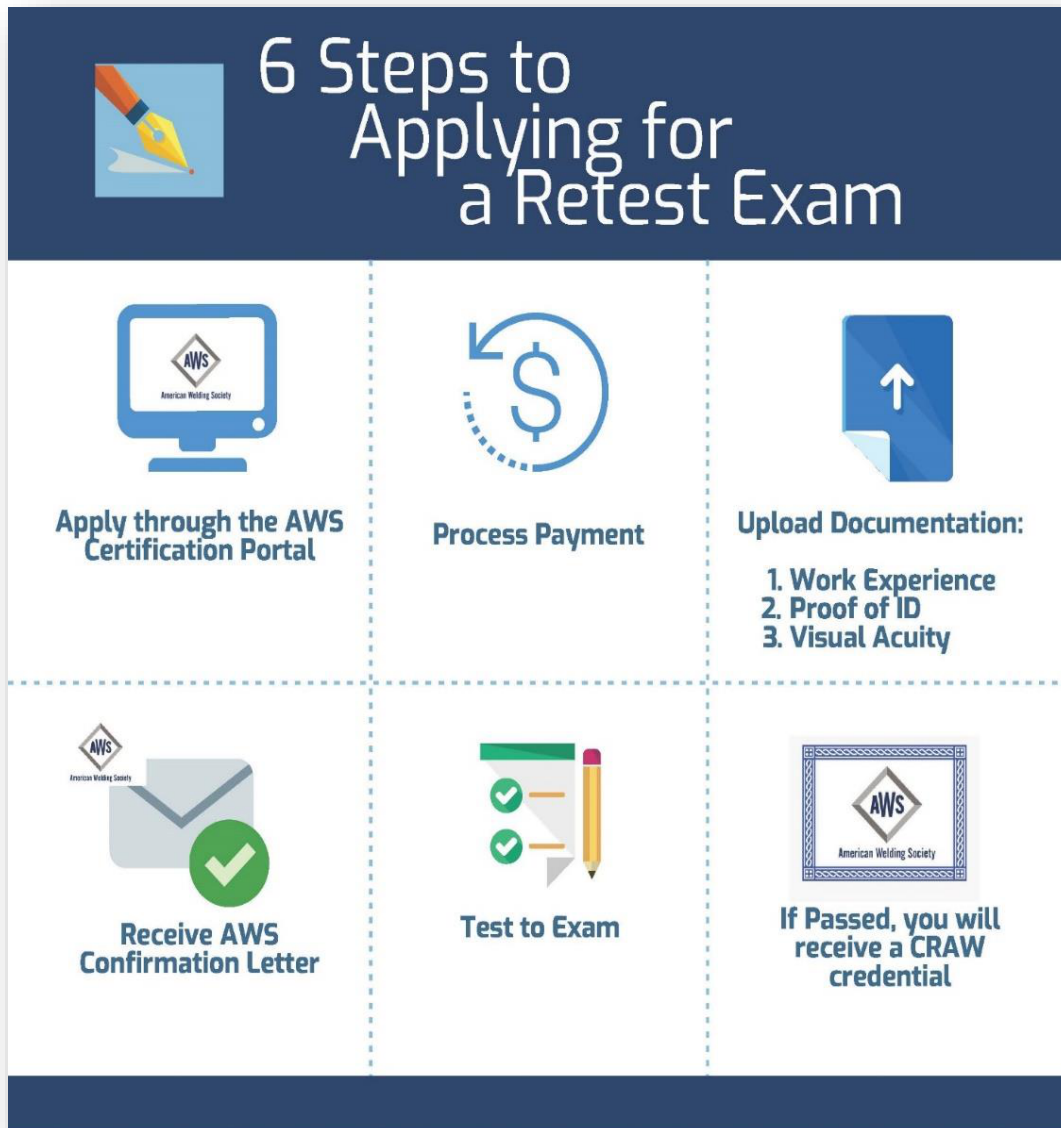 6 Steps to
Applying for
a Retest Exam
AWS
American Welding Society
Apply through the AWS
Certification Portal
$
Process Payment
Upload Documentation:
1. Work Experience
2. Proof of ID
3. Visual Acuity
AWS
American Welding Society
Receive AWS
Confirmation Letter
Test to Exam
AWS
American Welding Society
If Passed, you will
receive a CRAW
credential